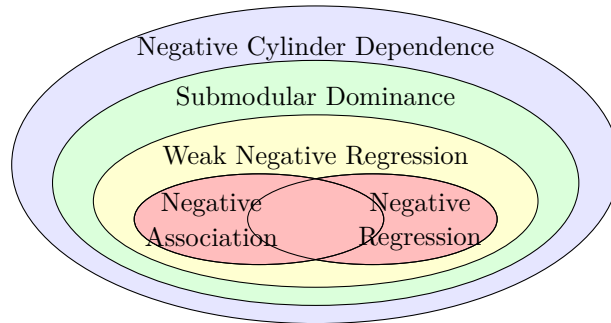 Negative Cylinder Dependence
Submodular Dominance
Weak Negative Regression
Negative
Association
Negative
Regression